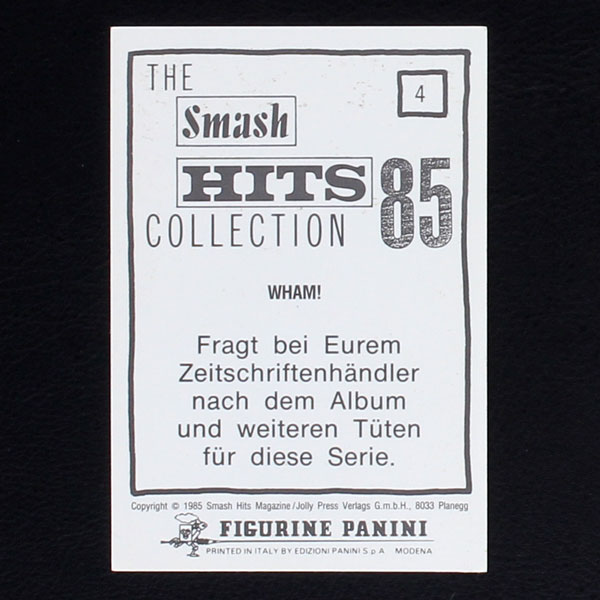 THE
4
Smash
HITS
85
COLLECTION
WHAM!
Fragt bei Eurem
Zeitschriftenhändler
nach dem Album
und weiteren Tüten
für diese Serie.
Copyright © 1985 Smash Hits Magazine/Jolly Press Verlags G.m.b.H., 8033 Planegg
FIGURINE PANINI
PRINTED IN ITALY BY EDIZIONI PANINI S.p.A. MODENA